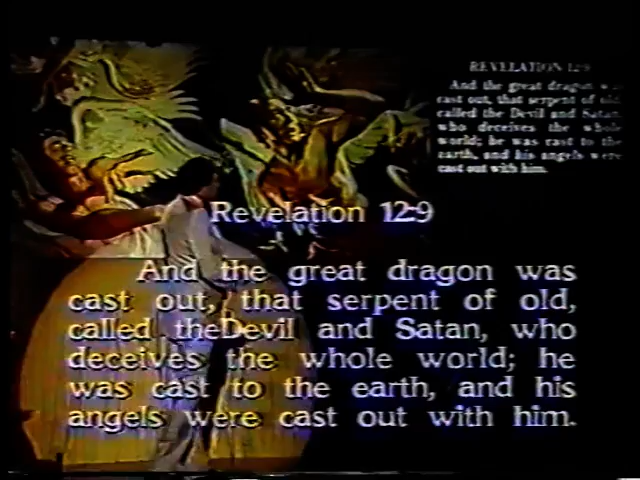 REVELATION 12:9
And the great dragon w
cast out, that serpent of old,
called the Devil and Satan,
who deceives the whole
world; he was cast to the
earth, and his angels were
cast out with him.
Revelation 12:9
And the great dragon was
cast out, that serpent of old,
called theDevil and Satan, who
deceives the whole world; he
was cast to the earth, and his
angels were cast out with him.